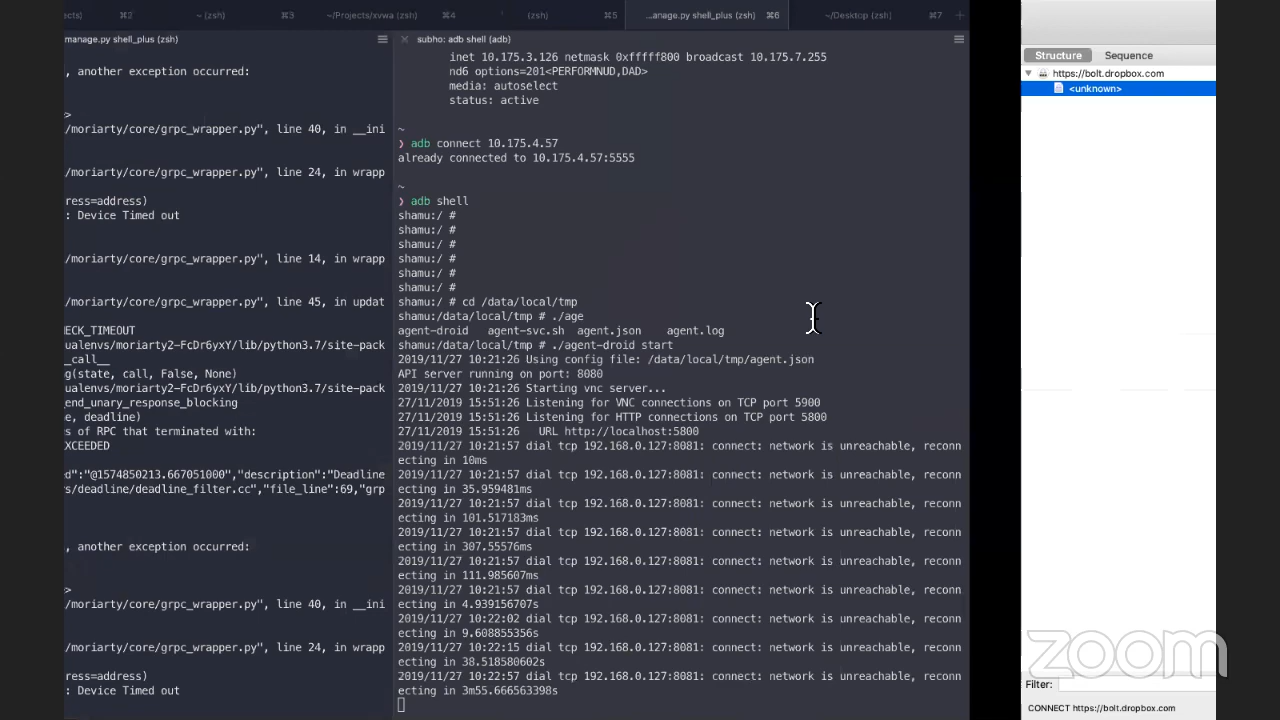 ects)
⌘2
~ (zsh)
⌘3
~/Projects/xvwa (zsh)
⌘4
(zsh)
⌘5
...anage.py shell_plus (zsh)
⌘6
~/Desktop (zsh)
⌘7
manage.py shell_plus (zsh)
, another exception occurred:
>
/moriarty/core/grpc_wrapper.py", line 40, in __ini
/moriarty/core/grpc_wrapper.py", line 24, in wrapp
ress=address)
: Device Timed out
/moriarty/core/grpc_wrapper.py", line 14, in wrapp
/moriarty/core/grpc_wrapper.py", line 45, in updat
ECK_TIMEOUT
ualenvs/moriarty2-FcDr6yxY/lib/python3.7/site-pack
__call__
ng(state, call, False, None)
ualenvs/moriarty2-FcDr6yxY/lib/python3.7/site-pack
_end_unary_response_blocking
e, deadline)
s of RPC that terminated with:
EXCEEDED
d":"@1574850213.667051000","description":"Deadline
rs/deadline/deadline_filter.cc","file_line":69,"grp
, another exception occurred:
>
/moriarty/core/grpc_wrapper.py", line 40, in __ini
/moriarty/core/grpc_wrapper.py", line 24, in wrapp
ress=address)
: Device Timed out
subho: adb shell (adb)
inet 10.175.3.126 netmask 0xfffff800 broadcast 10.175.7.255
nd6 options=201<PERFORMNUD,DAD>
media: autoselect
status: active
~
❯ adb connect 10.175.4.57
already connected to 10.175.4.57:5555
~
❯ adb shell
shamu:/ #
shamu:/ #
shamu:/ #
shamu:/ #
shamu:/ #
shamu:/ #
shamu:/ # cd /data/local/tmp
shamu:/data/local/tmp # ./age
agent-droid agent-svc.sh agent.json agent.log
shamu:/data/local/tmp # ./agent-droid start
2019/11/27 10:21:26 Using config file: /data/local/tmp/agent.json
API server running on port: 8080
2019/11/27 10:21:26 Starting vnc server...
27/11/2019 15:51:26 Listening for VNC connections on TCP port 5900
27/11/2019 15:51:26 Listening for HTTP connections on TCP port 5800
27/11/2019 15:51:26 URL http://localhost:5800
2019/11/27 10:21:57 dial tcp 192.168.0.127:8081: connect: network is unreachable, reconn
ecting in 10ms
2019/11/27 10:21:57 dial tcp 192.168.0.127:8081: connect: network is unreachable, reconn
ecting in 35.959481ms
2019/11/27 10:21:57 dial tcp 192.168.0.127:8081: connect: network is unreachable, reconn
ecting in 101.517183ms
2019/11/27 10:21:57 dial tcp 192.168.0.127:8081: connect: network is unreachable, reconn
ecting in 307.55576ms
2019/11/27 10:21:57 dial tcp 192.168.0.127:8081: connect: network is unreachable, reconn
ecting in 111.985607ms
2019/11/27 10:21:57 dial tcp 192.168.0.127:8081: connect: network is unreachable, reconn
ecting in 4.939156707s
2019/11/27 10:22:02 dial tcp 192.168.0.127:8081: connect: network is unreachable, reconn
ecting in 9.608855356s
2019/11/27 10:22:15 dial tcp 192.168.0.127:8081: connect: network is unreachable, reconn
ecting in 38.518580602s
2019/11/27 10:22:57 dial tcp 192.168.0.127:8081: connect: network is unreachable, reconn
ecting in 3m55.666563398s
Structure Sequence
https://bolt.dropbox.com
<unknown>
zoom
Filter:
CONNECT https://bolt.dropbox.com